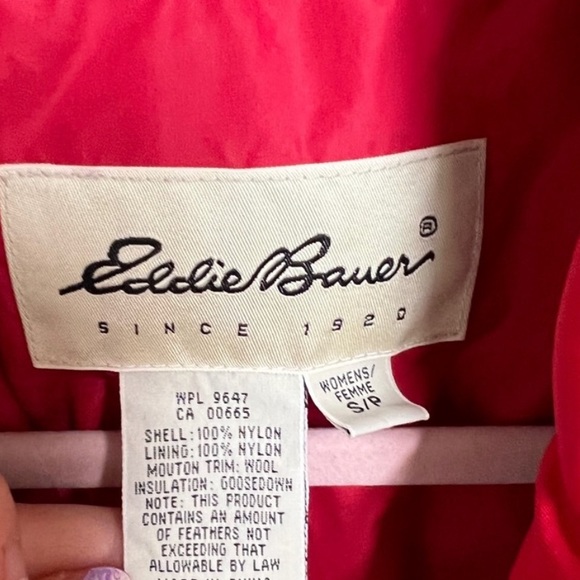 Eddie Bauer®
SINCE 1920
WOMENS/
FEMME
S/P
WPL 9647
CA 00665
SHELL: 100% NYLON
LINING: 100% NYLON
MOUTON TRIM: WOOL
INSULATION: GOOSEDOWN
NOTE: THIS PRODUCT
CONTAINS AN AMOUNT
OF FEATHERS NOT
EXCEEDING THAT
ALLOWABLE BY LAW